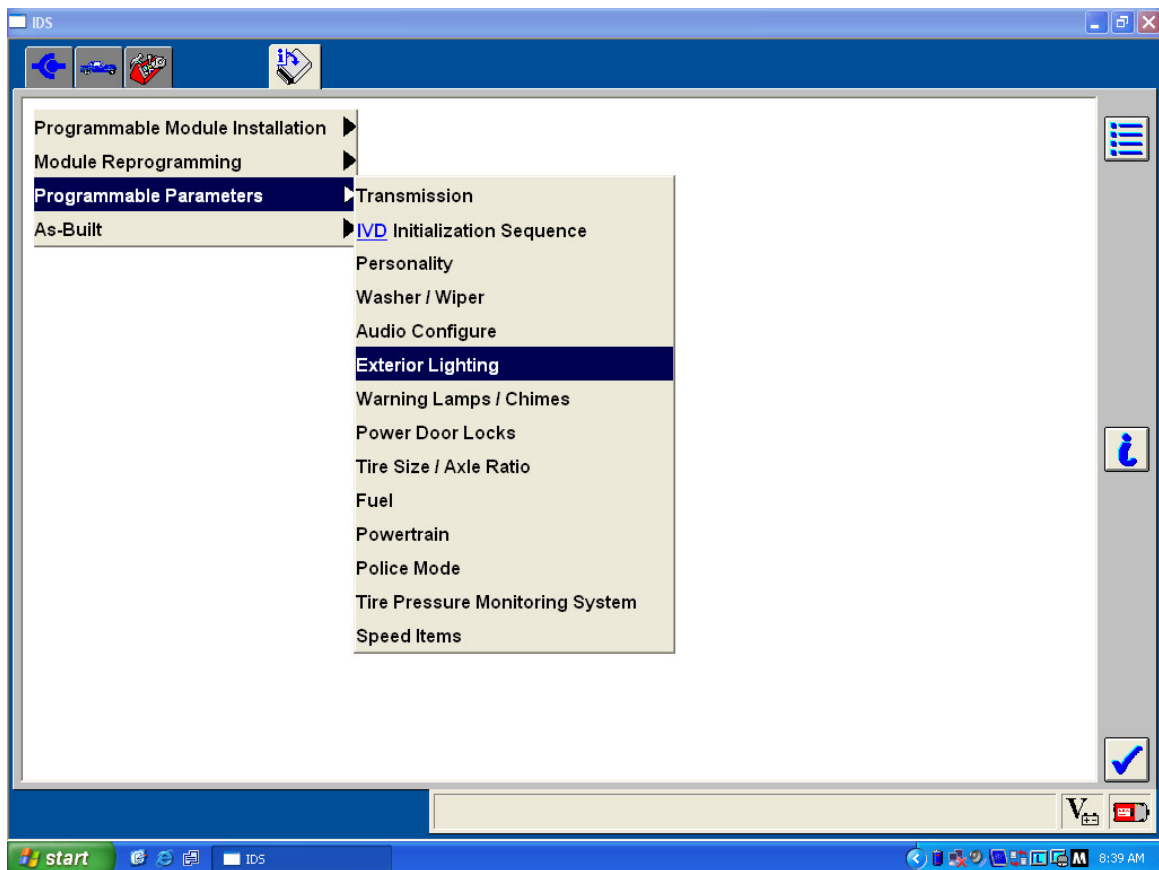 IDS
Programmable Module Installation
Module Reprogramming
Programmable Parameters
As-Built
Transmission
IVD Initialization Sequence
Personality
Washer / Wiper
Audio Configure
Exterior Lighting
Warning Lamps / Chimes
Power Door Locks
Tire Size / Axle Ratio
Fuel
Powertrain
Police Mode
Tire Pressure Monitoring System
Speed Items
start
IDS
8:39 AM